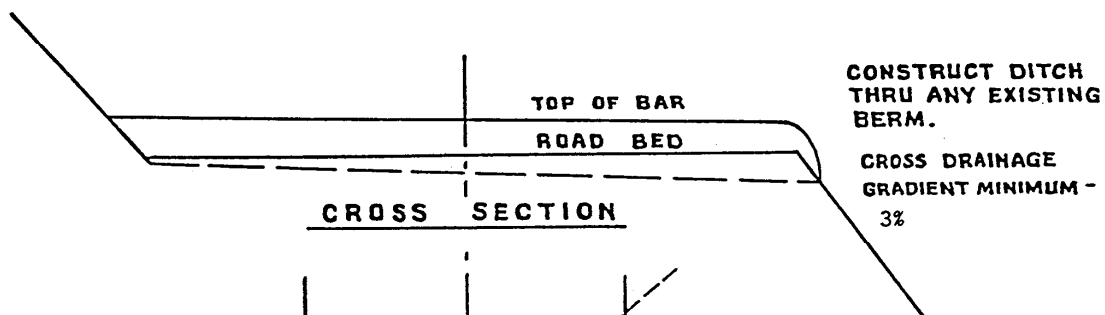 TOP OF BAR
ROAD BED
CROSS SECTION
CONSTRUCT DITCH
THRU ANY EXISTING
BERM.
CROSS DRAINAGE
GRADIENT MINIMUM -
3%